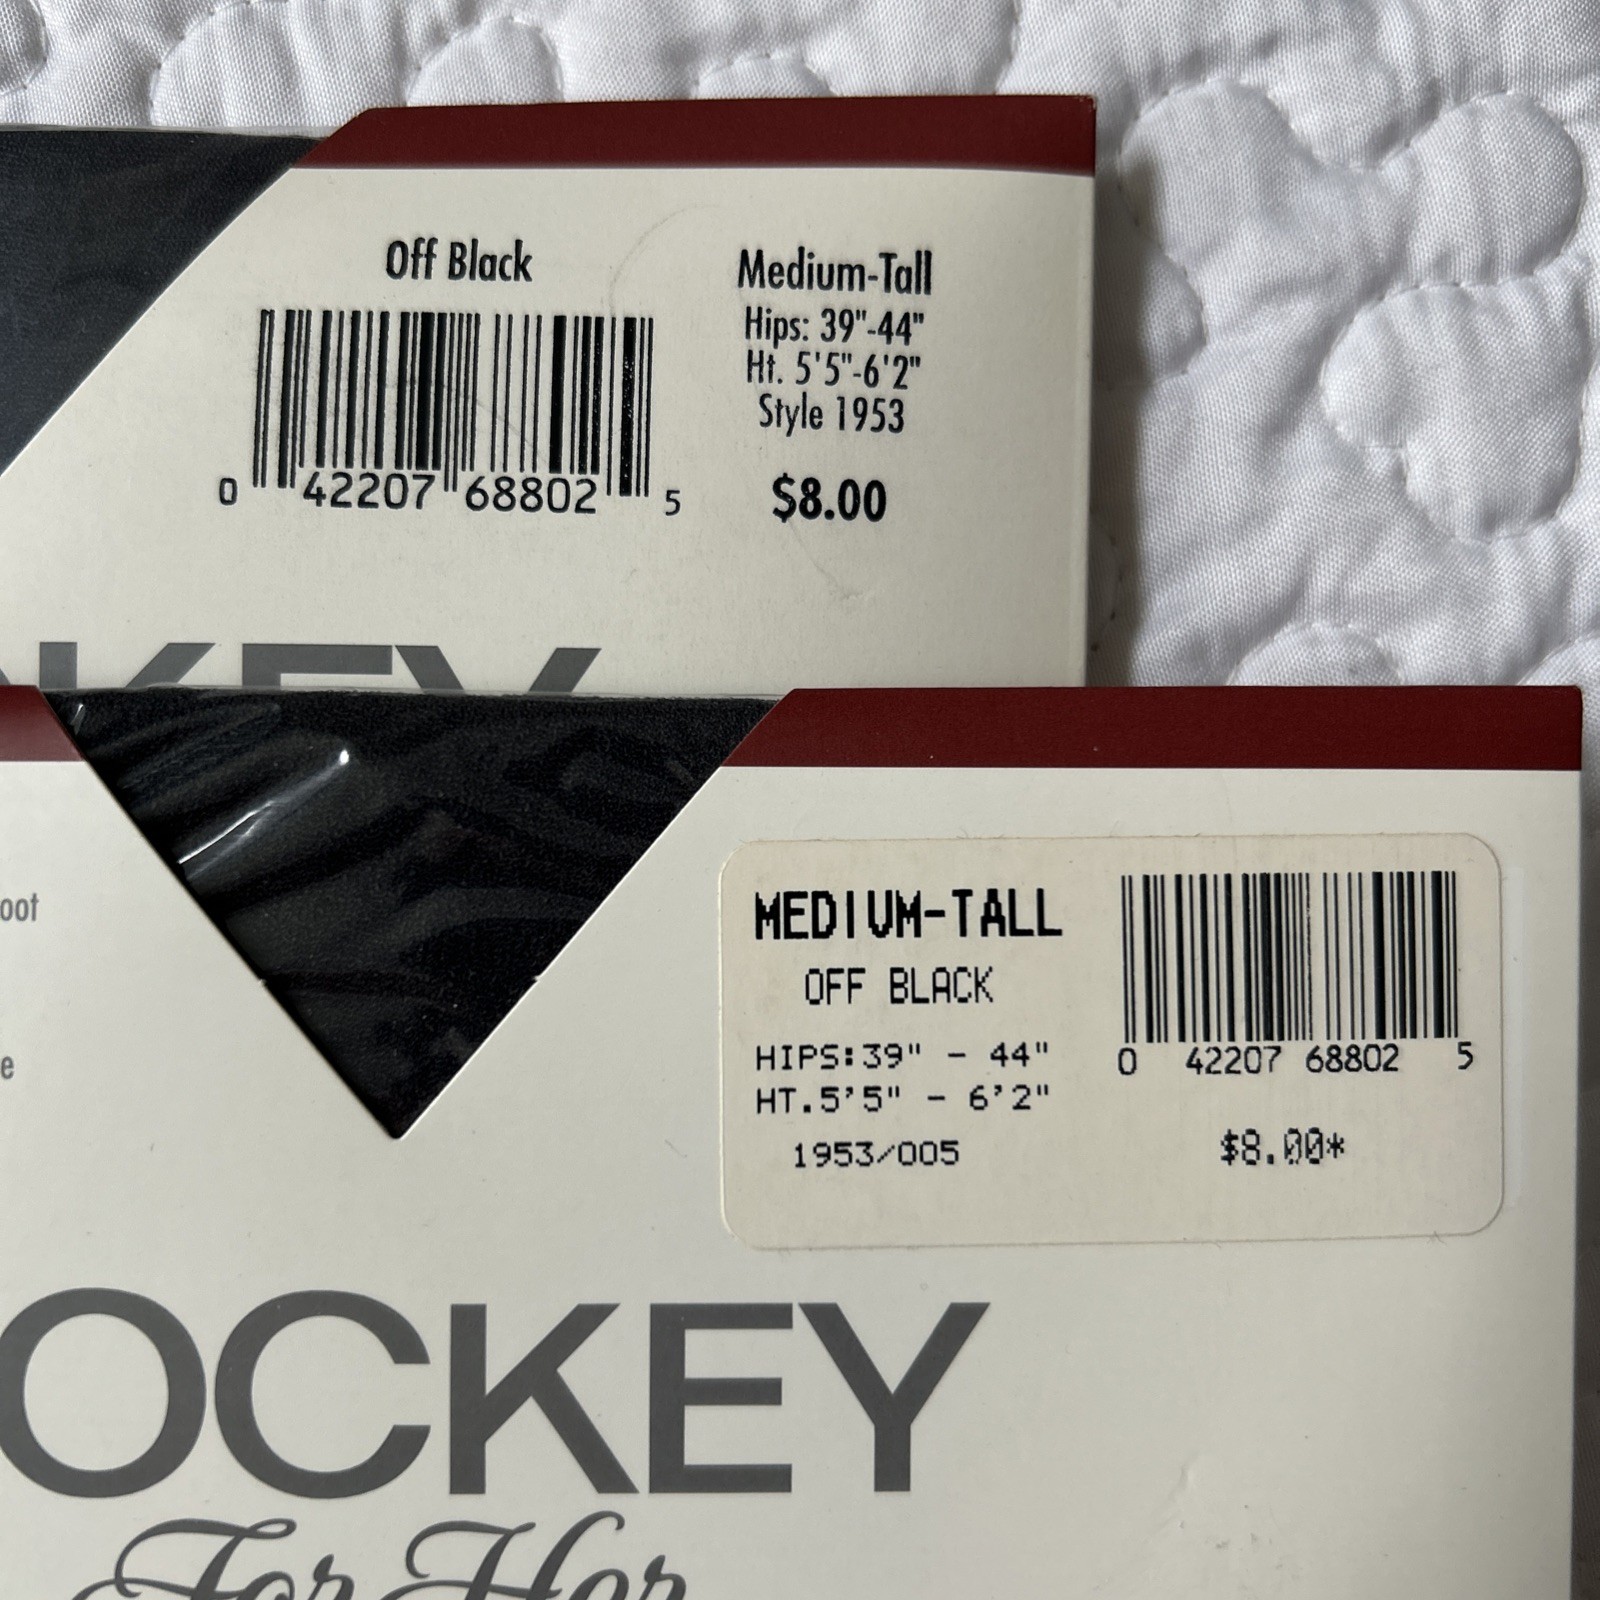 Off Black
0 42207 68802 5
Medium-Tall
Hips: 39"-44"
Ht. 5'5"-6'2"
Style 1953
$8.00
KEY
oot
e
MEDIUM-TALL
OFF BLACK
HIPS:39" - 44"
HT.5'5" - 6'2"
1953/005
0 42207 68802 5
$8.00*
OCKEY
For Her